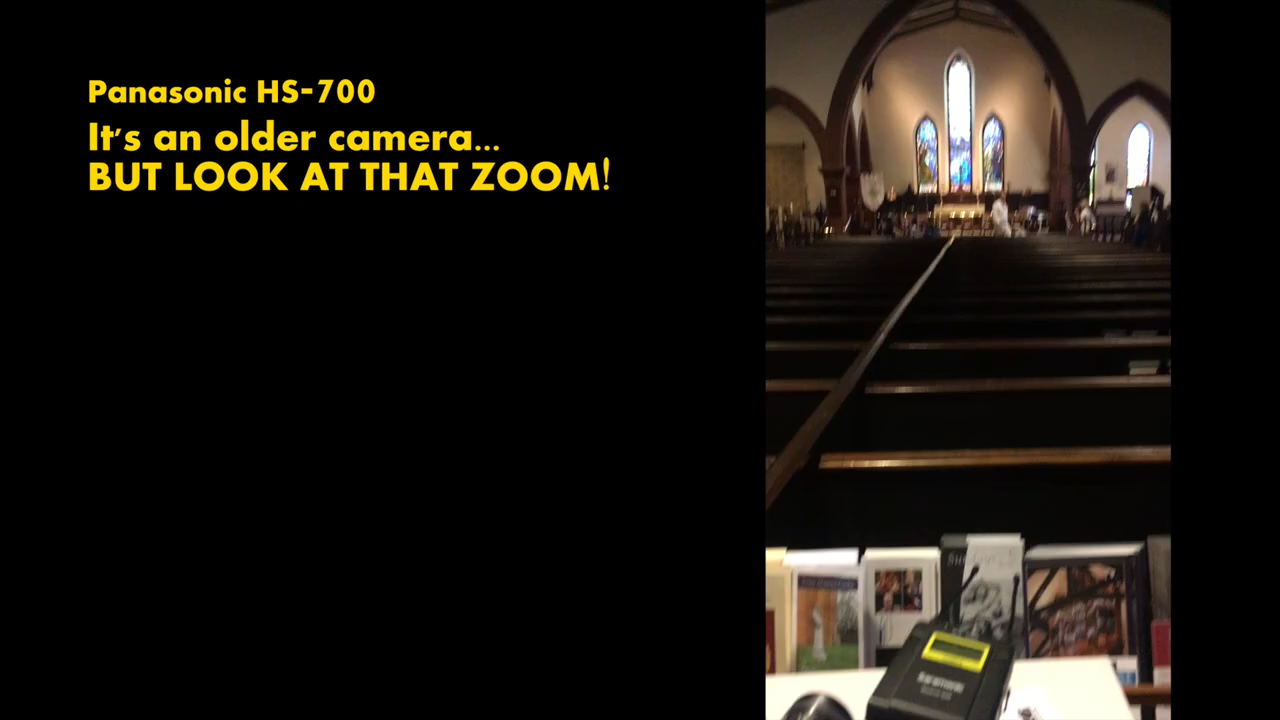 Panasonic HS-700
It's an older camera...
BUT LOOK AT THAT ZOOM!